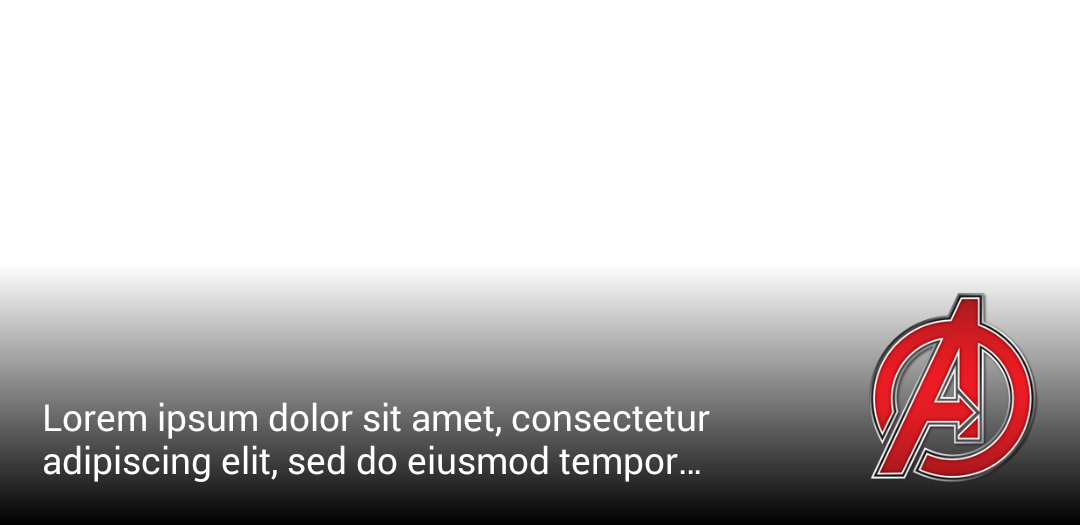 Lorem ipsum dolor sit amet, consectetur
adipiscing elit, sed do eiusmod tempor…